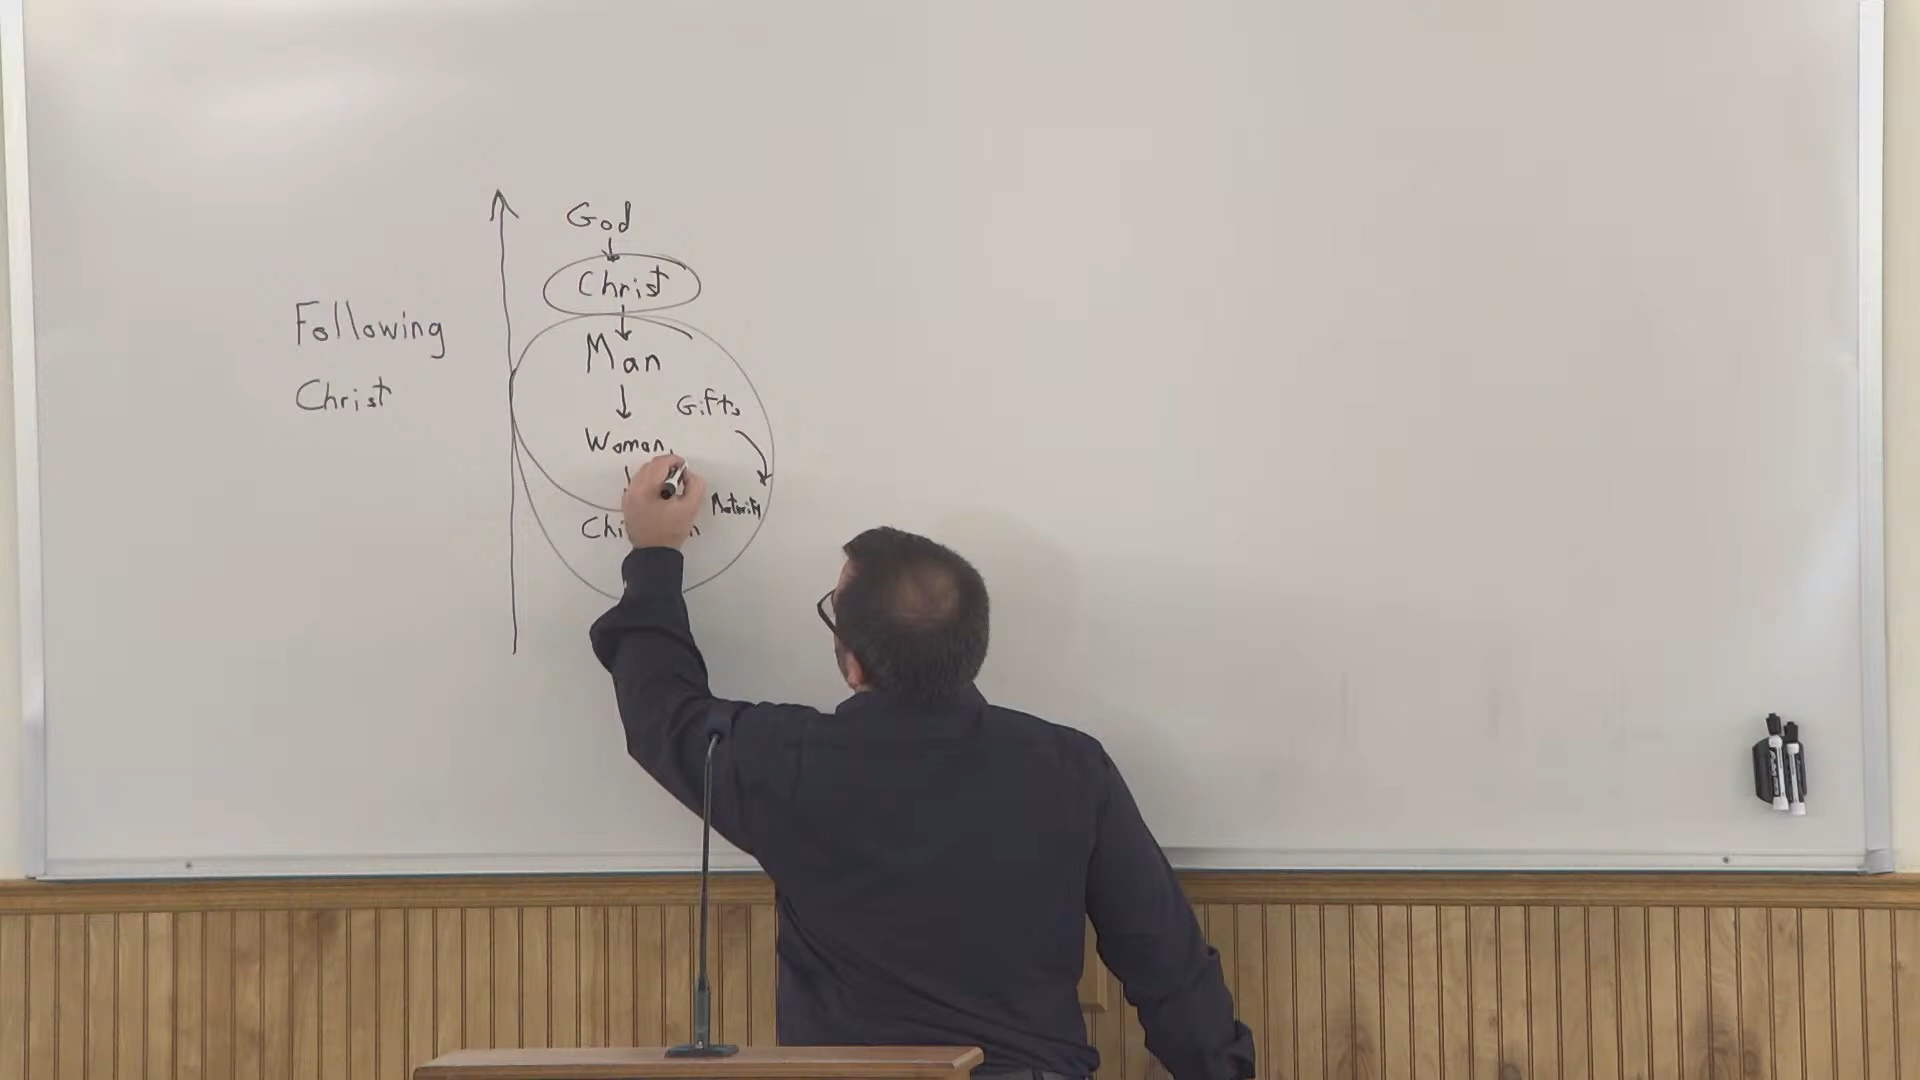 God
Christ
Following
Man
Christ
Gifts
Woman
Maturity